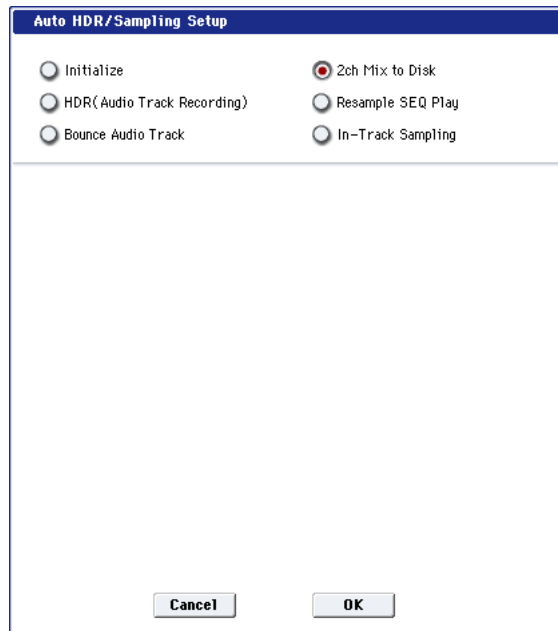 Auto HDR/Sampling Setup
Initialize
2ch Mix to Disk
HDR(Audio Track Recording)
Resample SEQ Play
Bounce Audio Track
In-Track Sampling
Cancel
OK